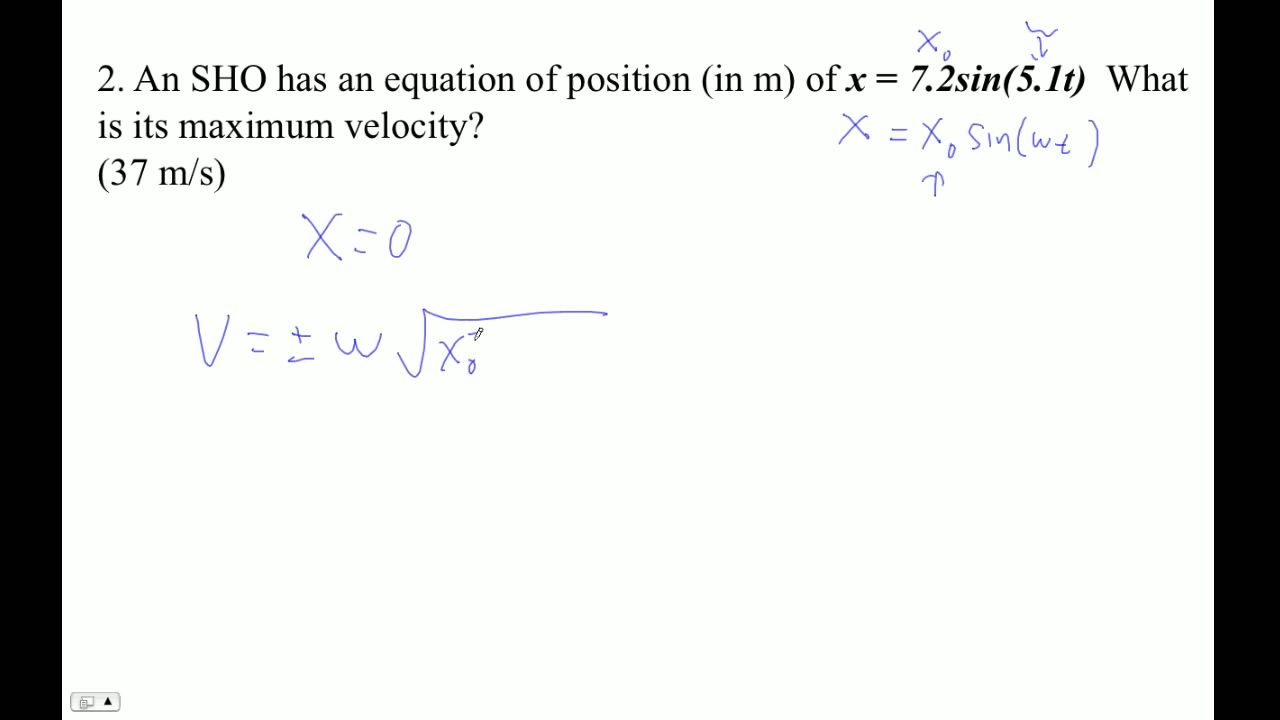 x₀
2. An SHO has an equation of position (in m) of x = 7.2sin(5.1t) What
is its maximum velocity?
x = x₀ sin(ωt)
(37 m/s)
x = 0
v = ± ω √x₀